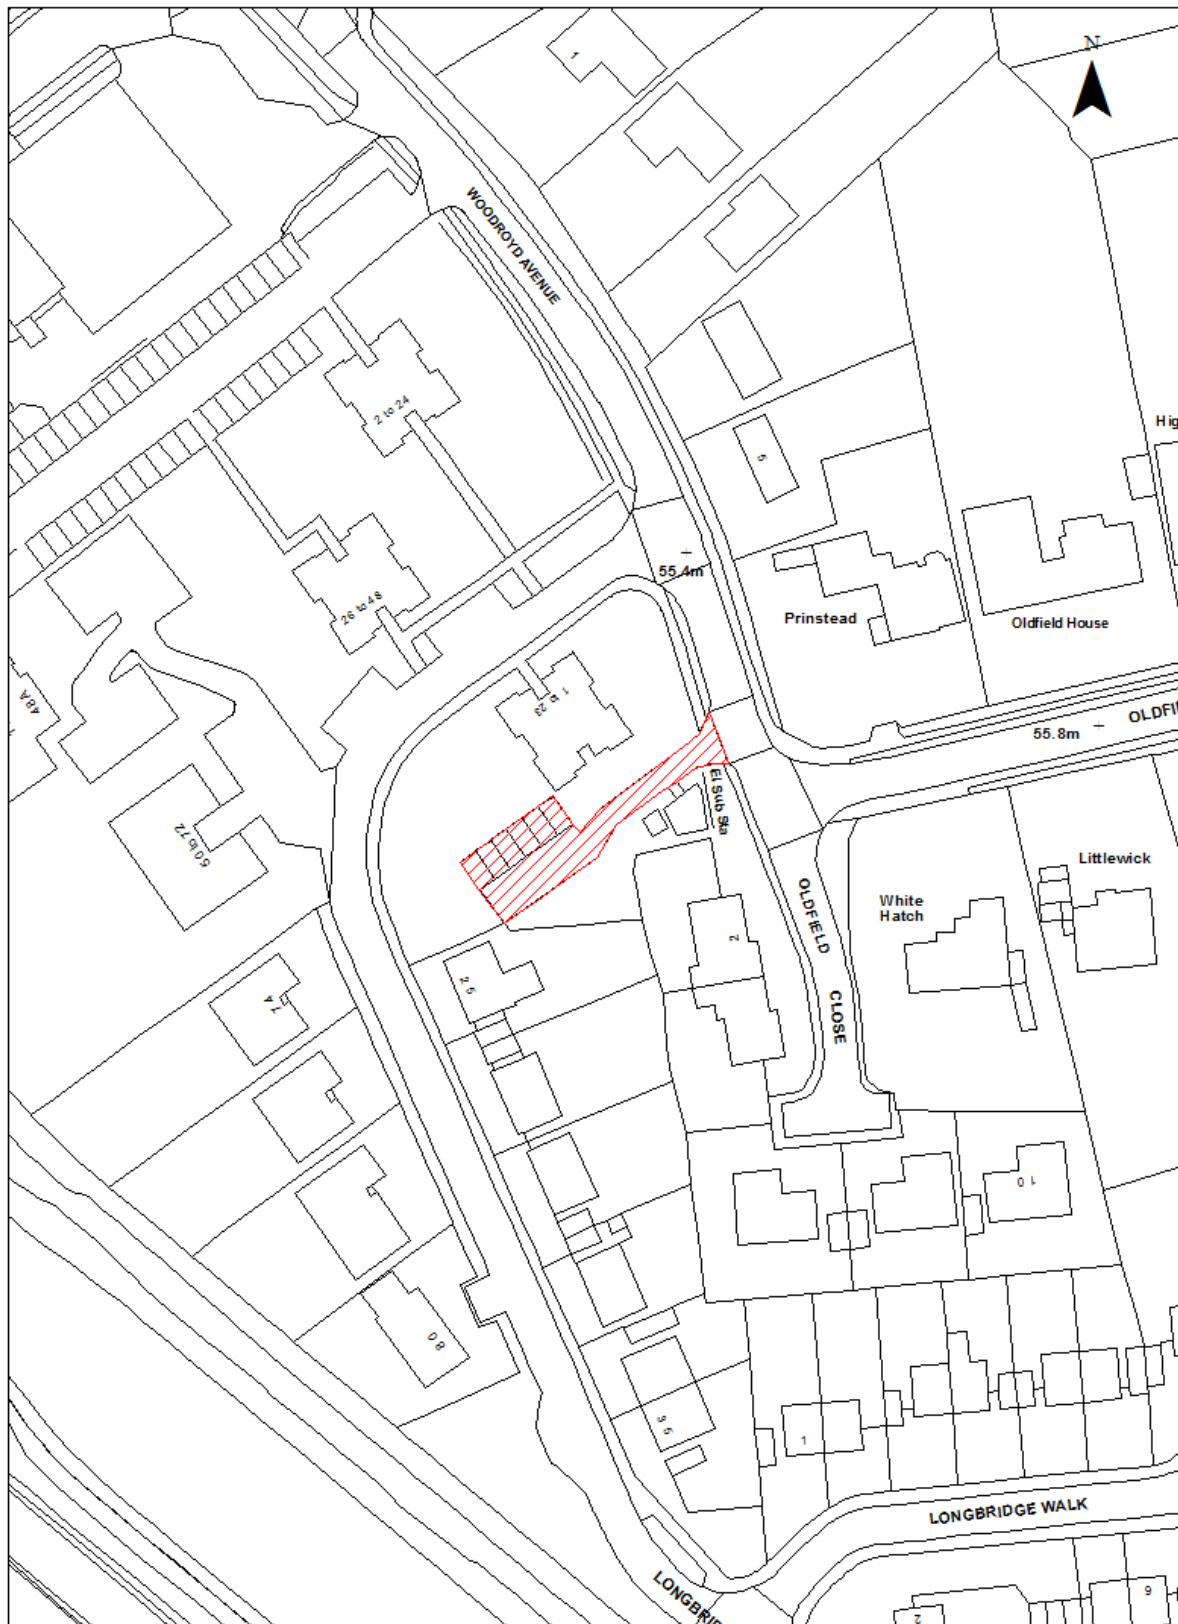 N
1
WOODROYD AVENUE
Hig
2 to 24
5
55.4m
26 to 48
Prinstead
Oldfield House
48A
1 to 23
OLDFI
55.8m
El Sub Sta
50 to 72
Littlewick
White
Hatch
OLDFIELD
2
25
74
CLOSE
10
80
35
1
LONGBRIDGE WALK
LONGBRI
6
2